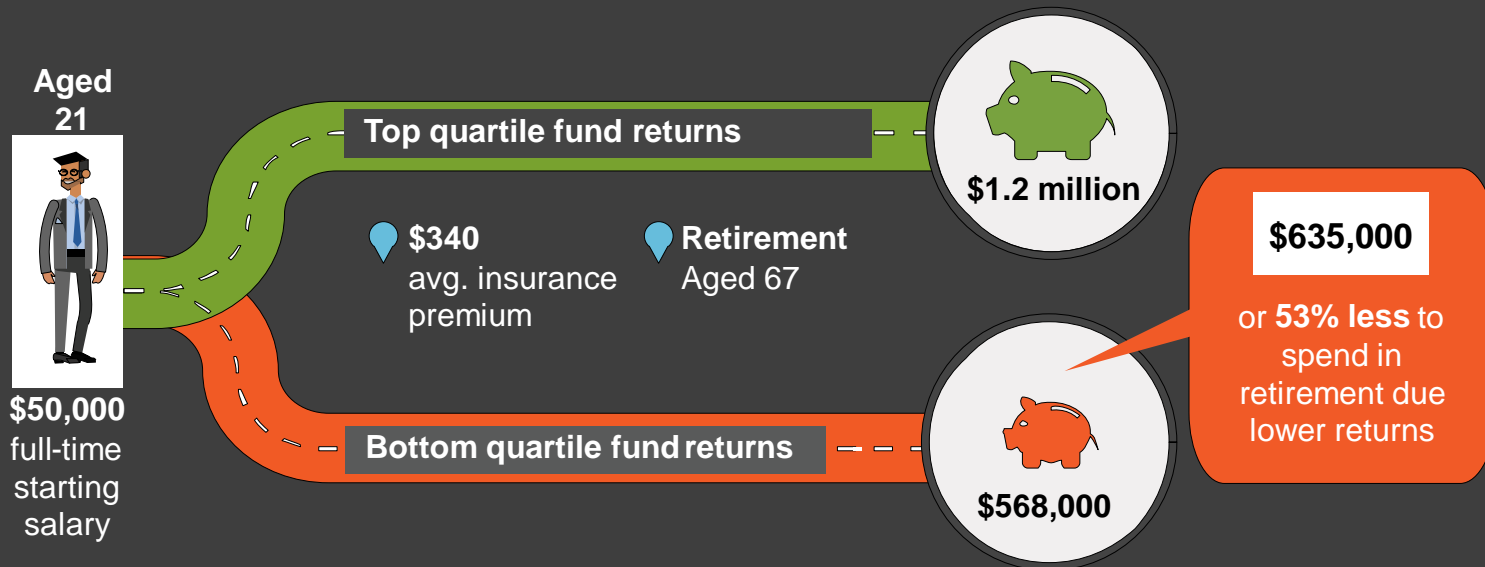 Aged
21
$50,000
full-time
starting
salary
Top quartile fund returns
$1.2 million
$340
avg. insurance
premium
Retirement
Aged 67
Bottom quartile fund returns
$568,000
$635,000
or 53% less to
spend in
retirement due
lower returns